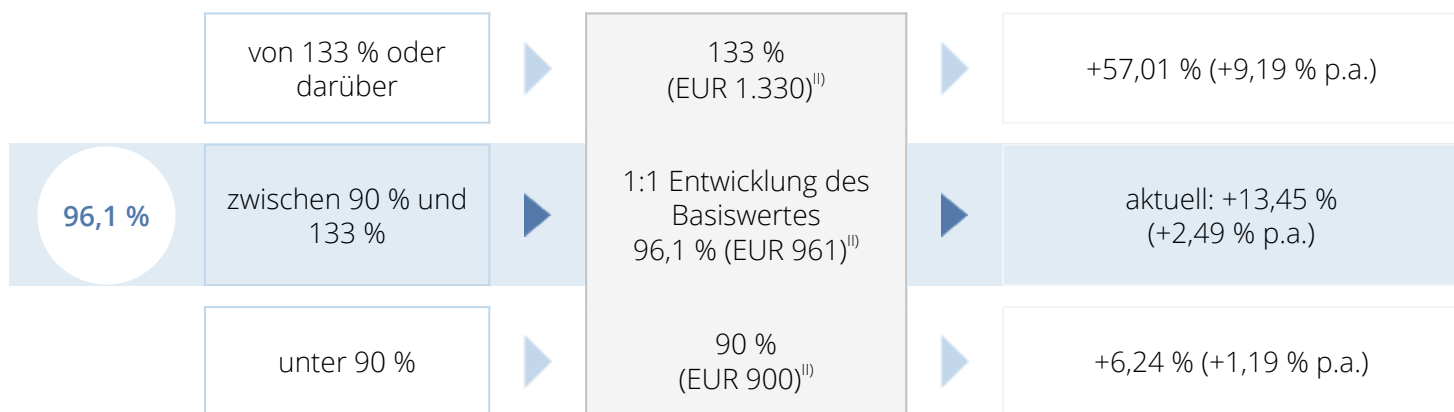 von 133 % oder
darüber
133 %
(EUR 1.330)II)
+57,01 % (+9,19 % p.a.)
96,1 %
zwischen 90 % und
133 %
1:1 Entwicklung des
Basiswertes
96,1 % (EUR 961)II)
aktuell: +13,45 %
(+2,49 % p.a.)
unter 90 %
90 %
(EUR 900)II)
+6,24 % (+1,19 % p.a.)